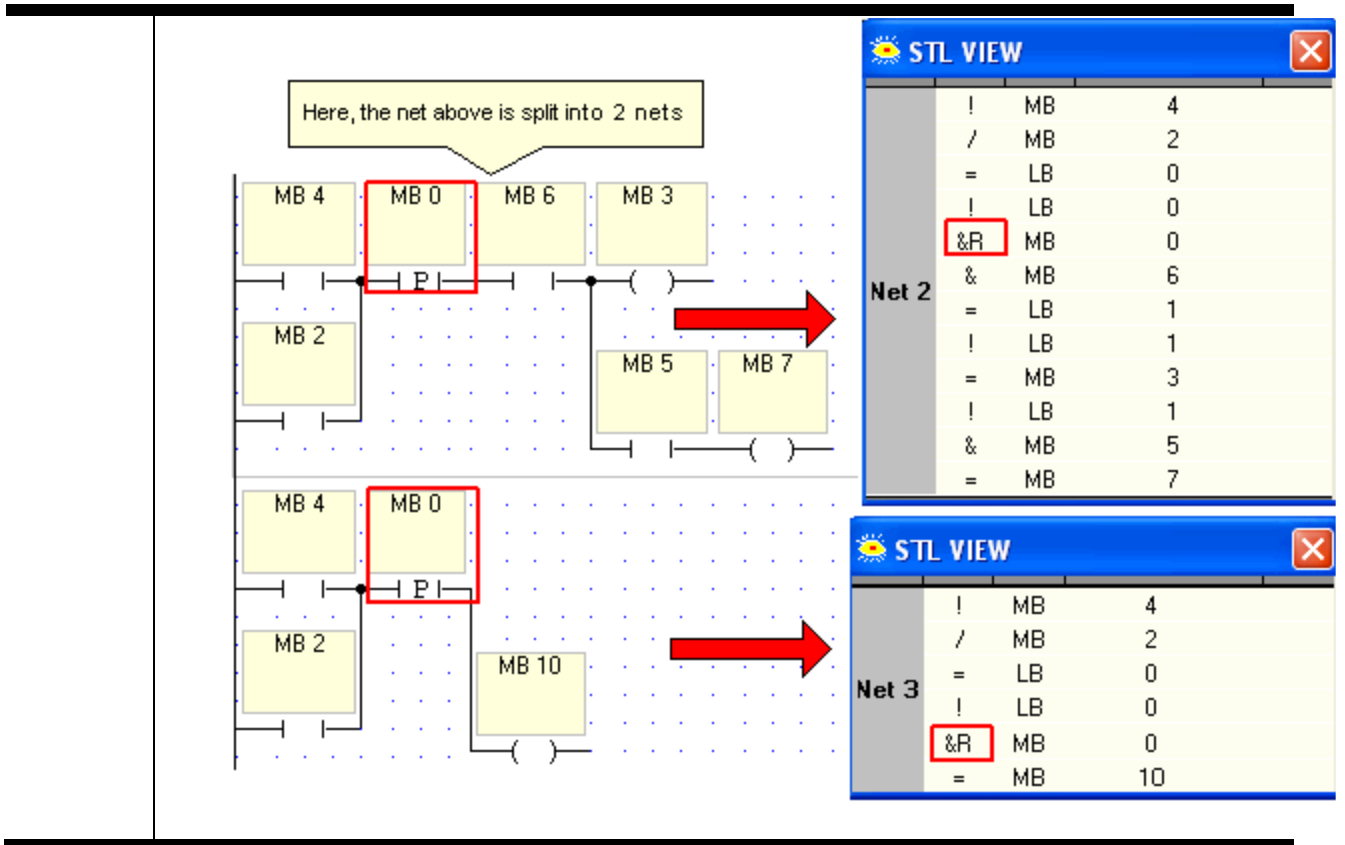 Here, the net above is split into 2 nets
MB 4 MB 0 MB 6 MB 3
P
MB 2
MB 5 MB 7
MB 4 MB 0
P
MB 2
MB 10
STL VIEW
Net 2
! MB 4
/ MB 2
= LB 0
! LB 0
&R MB 0
& MB 6
= LB 1
! LB 1
= MB 3
! LB 1
& MB 5
= MB 7
STL VIEW
Net 3
! MB 4
/ MB 2
= LB 0
! LB 0
&R MB 0
= MB 10